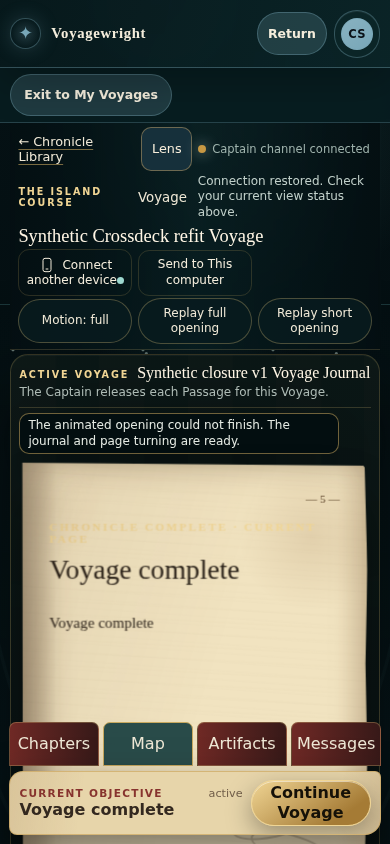 Voyagewright
Return
CS
Exit to My Voyages
← Chronicle
Library
Lens
Captain channel connected
THE ISLAND
COURSE
Voyage
Connection restored. Check
your current view status
above.
Synthetic Crossdeck refit Voyage
Connect
another device
Send to This
computer
Motion: full
Replay full
opening
Replay short
opening
ACTIVE VOYAGE Synthetic closure v1 Voyage Journal
The Captain releases each Passage for this Voyage.
The animated opening could not finish. The
journal and page turning are ready.
— 5 —
CHRONICLE COMPLETE · CURRENT
PAGE
Voyage complete
Voyage complete
Chapters
Map
Artifacts
Messages
CURRENT OBJECTIVE
Voyage complete
active
Continue
Voyage